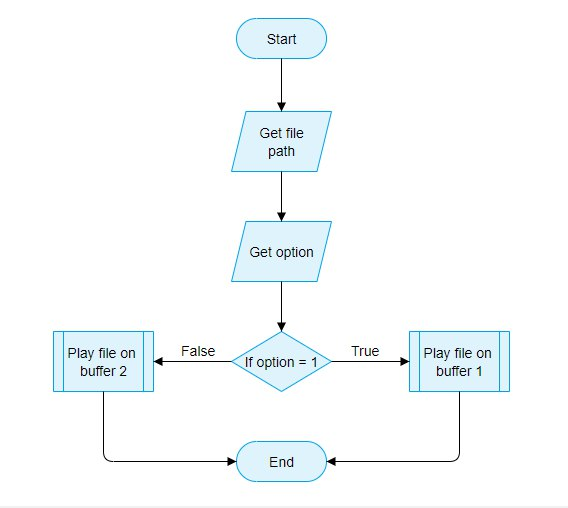 Start
Get file
path
Get option
False
If option = 1
True
Play file on
buffer 2
Play file on
buffer 1
End